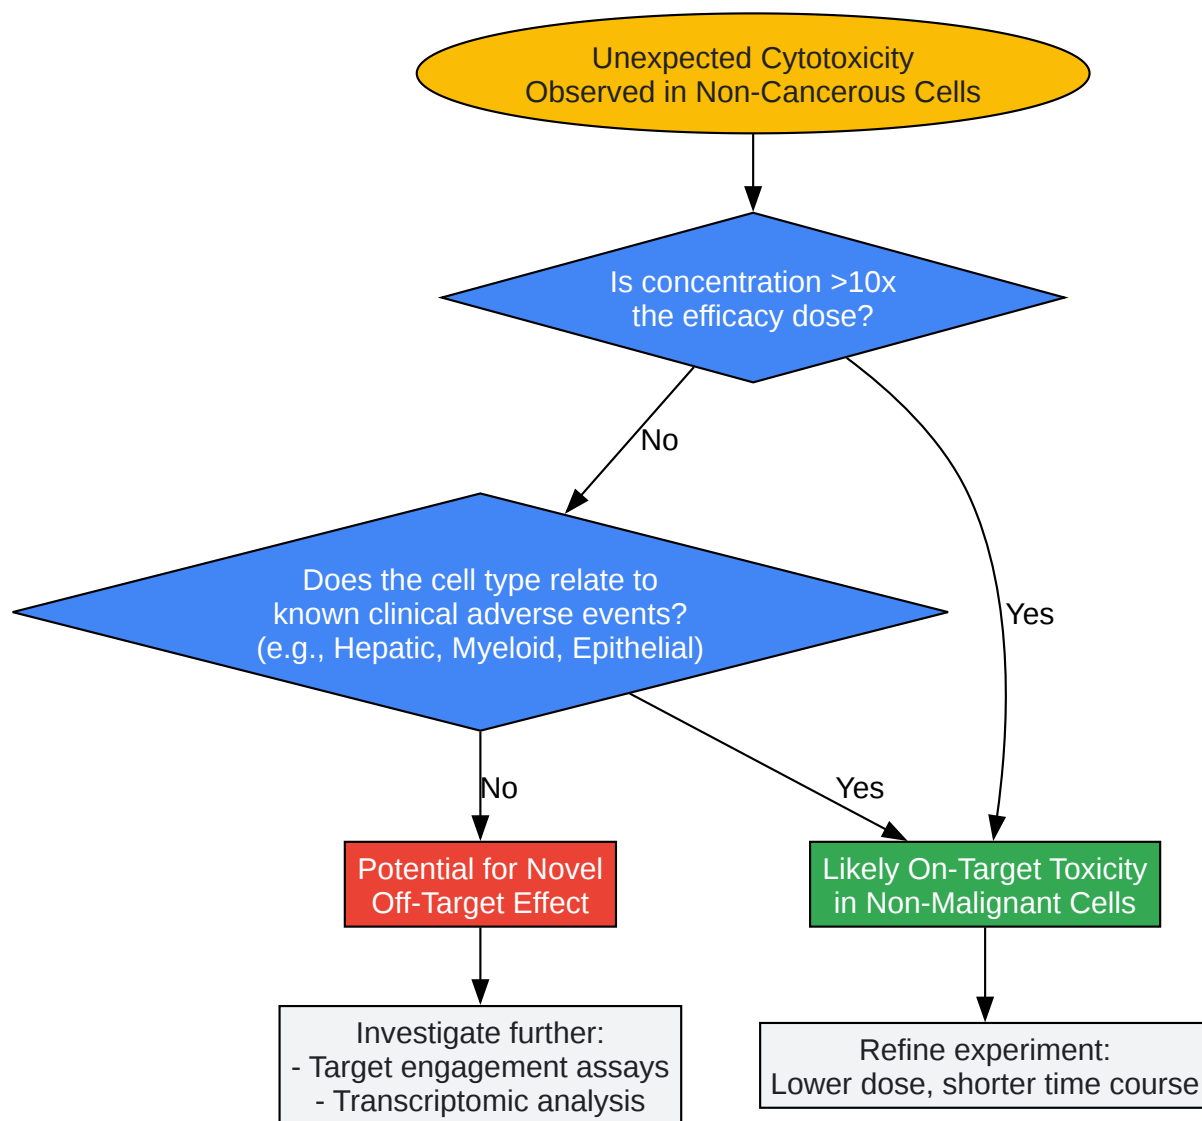 Unexpected Cytotoxicity
Observed in Non-Cancerous Cells
Is concentration >10x
the efficacy dose?
No
Does the cell type relate to
known clinical adverse events?
(e.g., Hepatic, Myeloid, Epithelial)
Yes
No
Yes
Potential for Novel
Off-Target Effect
Likely On-Target Toxicity
in Non-Malignant Cells
Investigate further:
- Target engagement assays
- Transcriptomic analysis
Refine experiment:
Lower dose, shorter time course